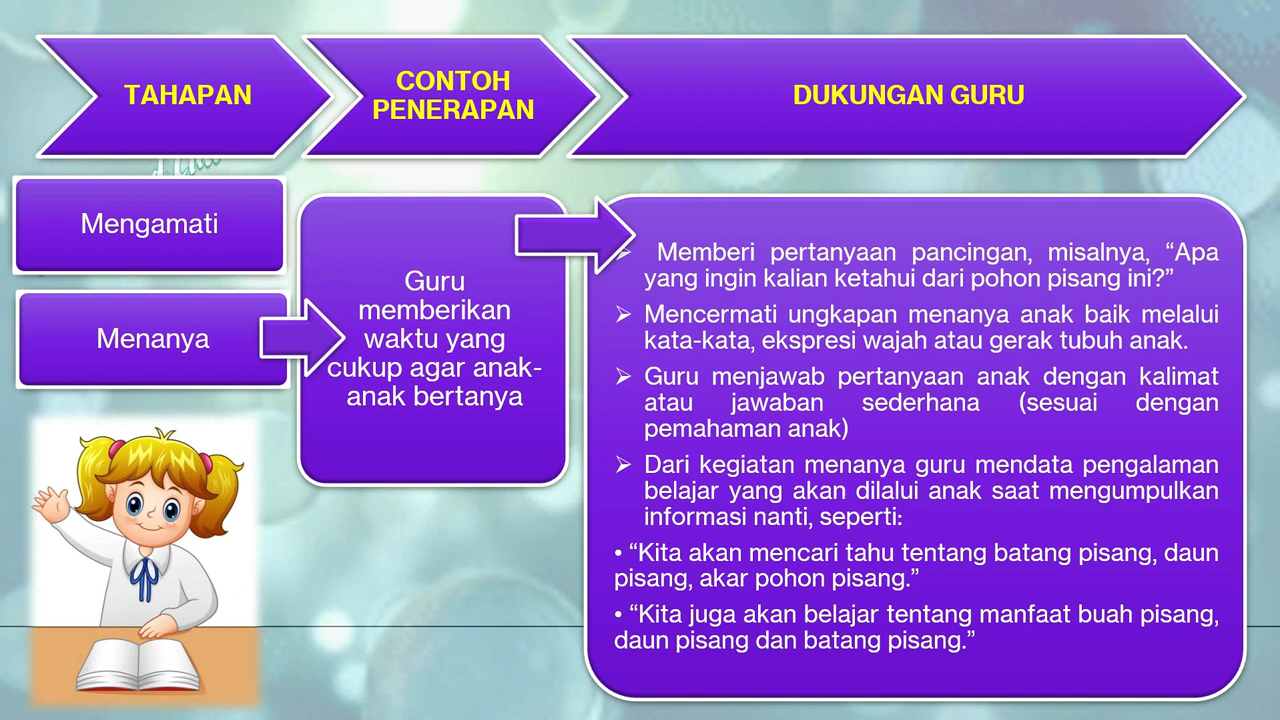 TAHAPAN
CONTOH
PENERAPAN
DUKUNGAN GURU
Mengamati
Menanya
Guru
memberikan
waktu yang
cukup agar anak-
anak bertanya
➢ Memberi pertanyaan pancingan, misalnya, “Apa
yang ingin kalian ketahui dari pohon pisang ini?”
➢ Mencermati ungkapan menanya anak baik melalui
kata-kata, ekspresi wajah atau gerak tubuh anak.
➢ Guru menjawab pertanyaan anak dengan kalimat
atau jawaban sederhana (sesuai dengan
pemahaman anak)
➢ Dari kegiatan menanya guru mendata pengalaman
belajar yang akan dilalui anak saat mengumpulkan
informasi nanti, seperti:
• “Kita akan mencari tahu tentang batang pisang, daun
pisang, akar pohon pisang.”
• “Kita juga akan belajar tentang manfaat buah pisang,
daun pisang dan batang pisang.”